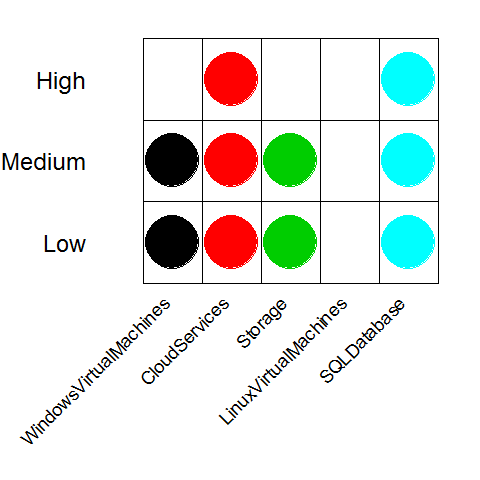 High
Medium
Low
WindowsVirtualMachines
CloudServices
Storage
LinuxVirtualMachines
SQLDatabase